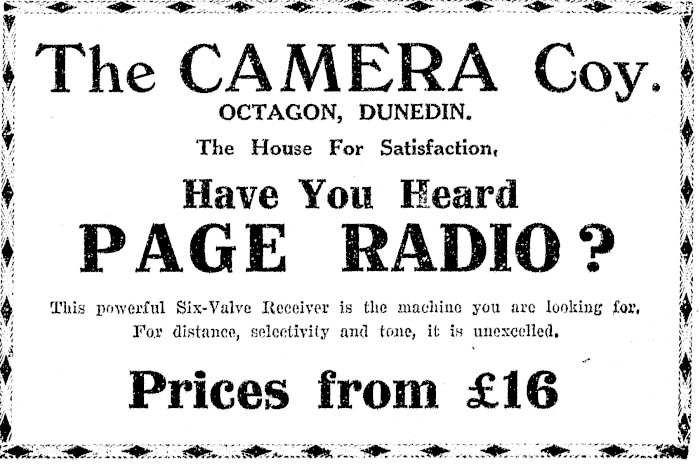 The CAMERA Coy.
OCTAGON, DUNEDIN.
The House For Satisfaction,
Have You Heard
PAGE RADIO?
This powerful Six-Valve Receiver is the machine you are looking for.
For distance, selectivity and tone, it is unexcelled.
Prices from £16